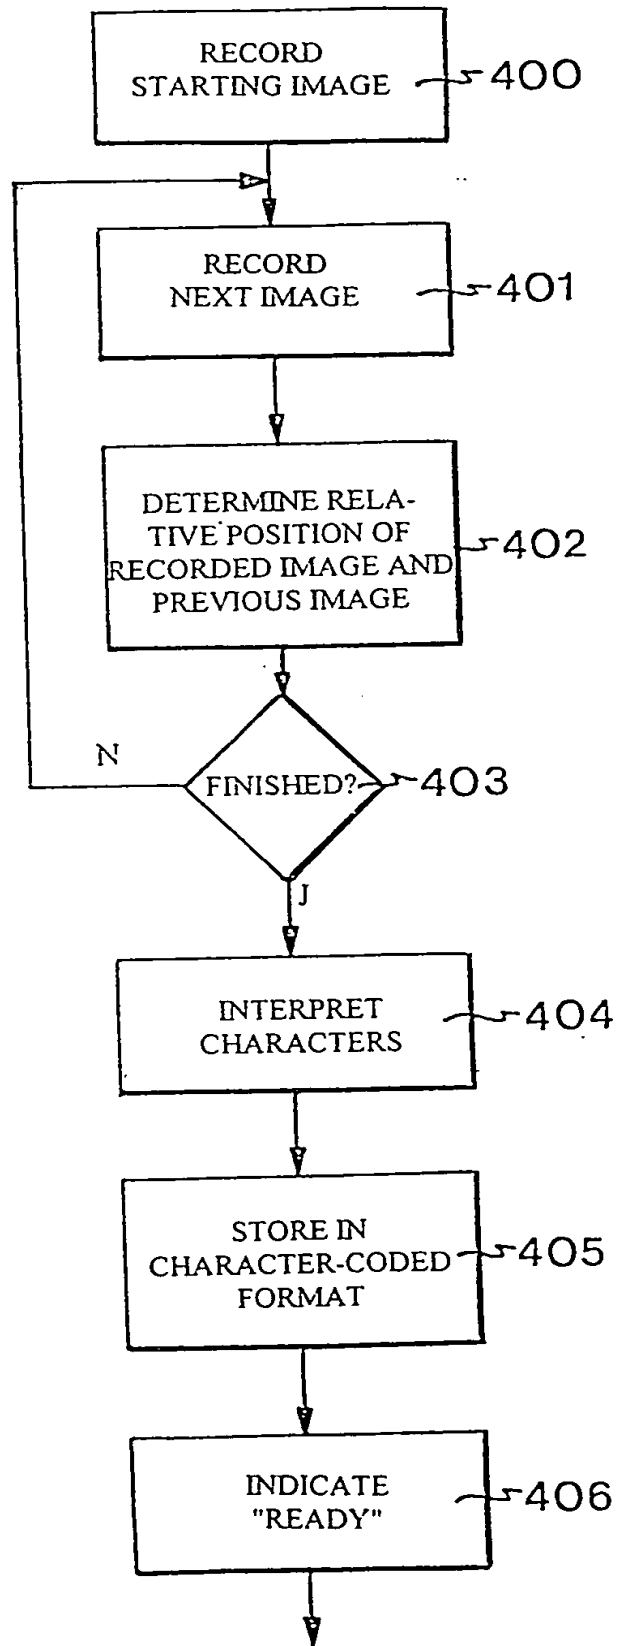 RECORD
STARTING IMAGE 400
RECORD
NEXT IMAGE 401
DETERMINE RELA-
TIVE POSITION OF
RECORDED IMAGE AND
PREVIOUS IMAGE
402
N
FINISHED? 403
J
INTERPRET
CHARACTERS
404
STORE IN
CHARACTER-CODED
FORMAT
405
INDICATE
"READY"
406